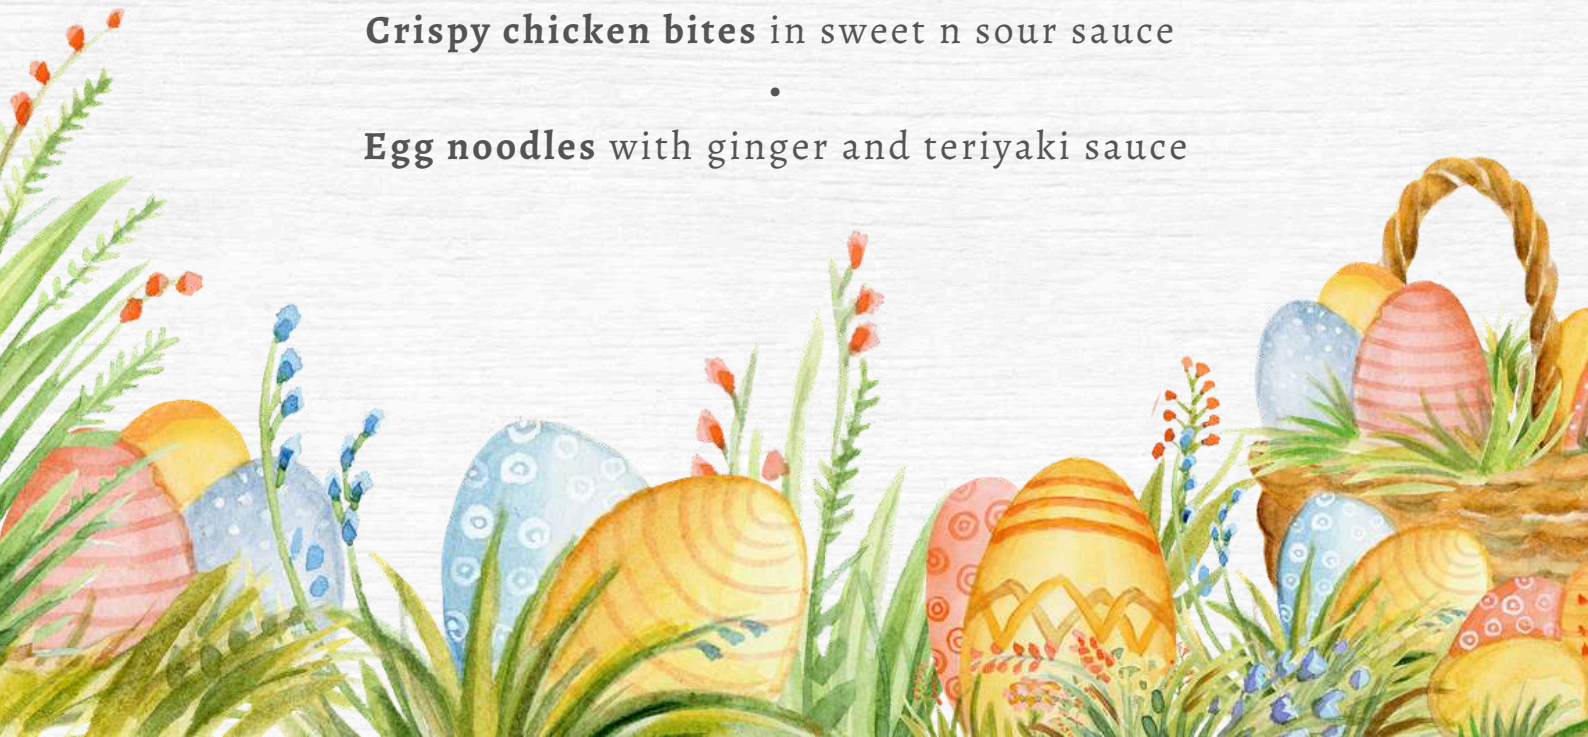 Crispy chicken bites in sweet n sour sauce
•
Egg noodles with ginger and teriyaki sauce